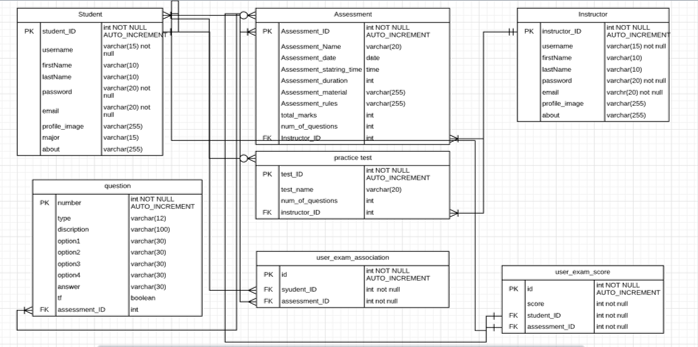 Student
PK student_ID int NOT NULL
AUTO_INCREMENT
username varchar(15) not
null
firstName varchar(10)
lastName varchar(10)
password varchar(20) not
null
email varchar(20) not
null
profile_image varchar(255)
major varchar(15)
about varchar(255)
Assessment
PK Assessment_ID int NOT NULL
AUTO_INCREMENT
Assessment_Name varchar(20)
Assessment_date date
Assessment_statring_time time
Assessment_duration int
Assessment_material varchar(255)
Assessment_rules varchar(255)
total_marks int
num_of_questions int
FK Instructor_ID int
Instructor
PK instructor_ID int NOT NULL
AUTO_INCREMENT
username varchar(15) not null
firstName varchar(10)
lastName varchar(10)
password varchar(20) not null
email varchr(20) not null
profile_image varchar(255)
about varchar(255)
practice test
PK test_ID int NOT NULL
AUTO_INCREMENT
test_name varchar(20)
num_of_questions int
FK instructor_ID int
question
PK number int NOT NULL
AUTO_INCREMENT
type varchar(12)
discription varchar(100)
option1 varchar(30)
option2 varchar(30)
option3 varchar(30)
option4 varchar(30)
answer varchar(30)
tf boolean
FK assessment_ID int
user_exam_association
PK id int NOT NULL
AUTO_INCREMENT
FK syudent_ID int not null
FK assessment_ID int not null
user_exam_score
PK id int NOT NULL
AUTO_INCREMENT
score int not null
FK student_ID int not null
FK assessment_ID int not null